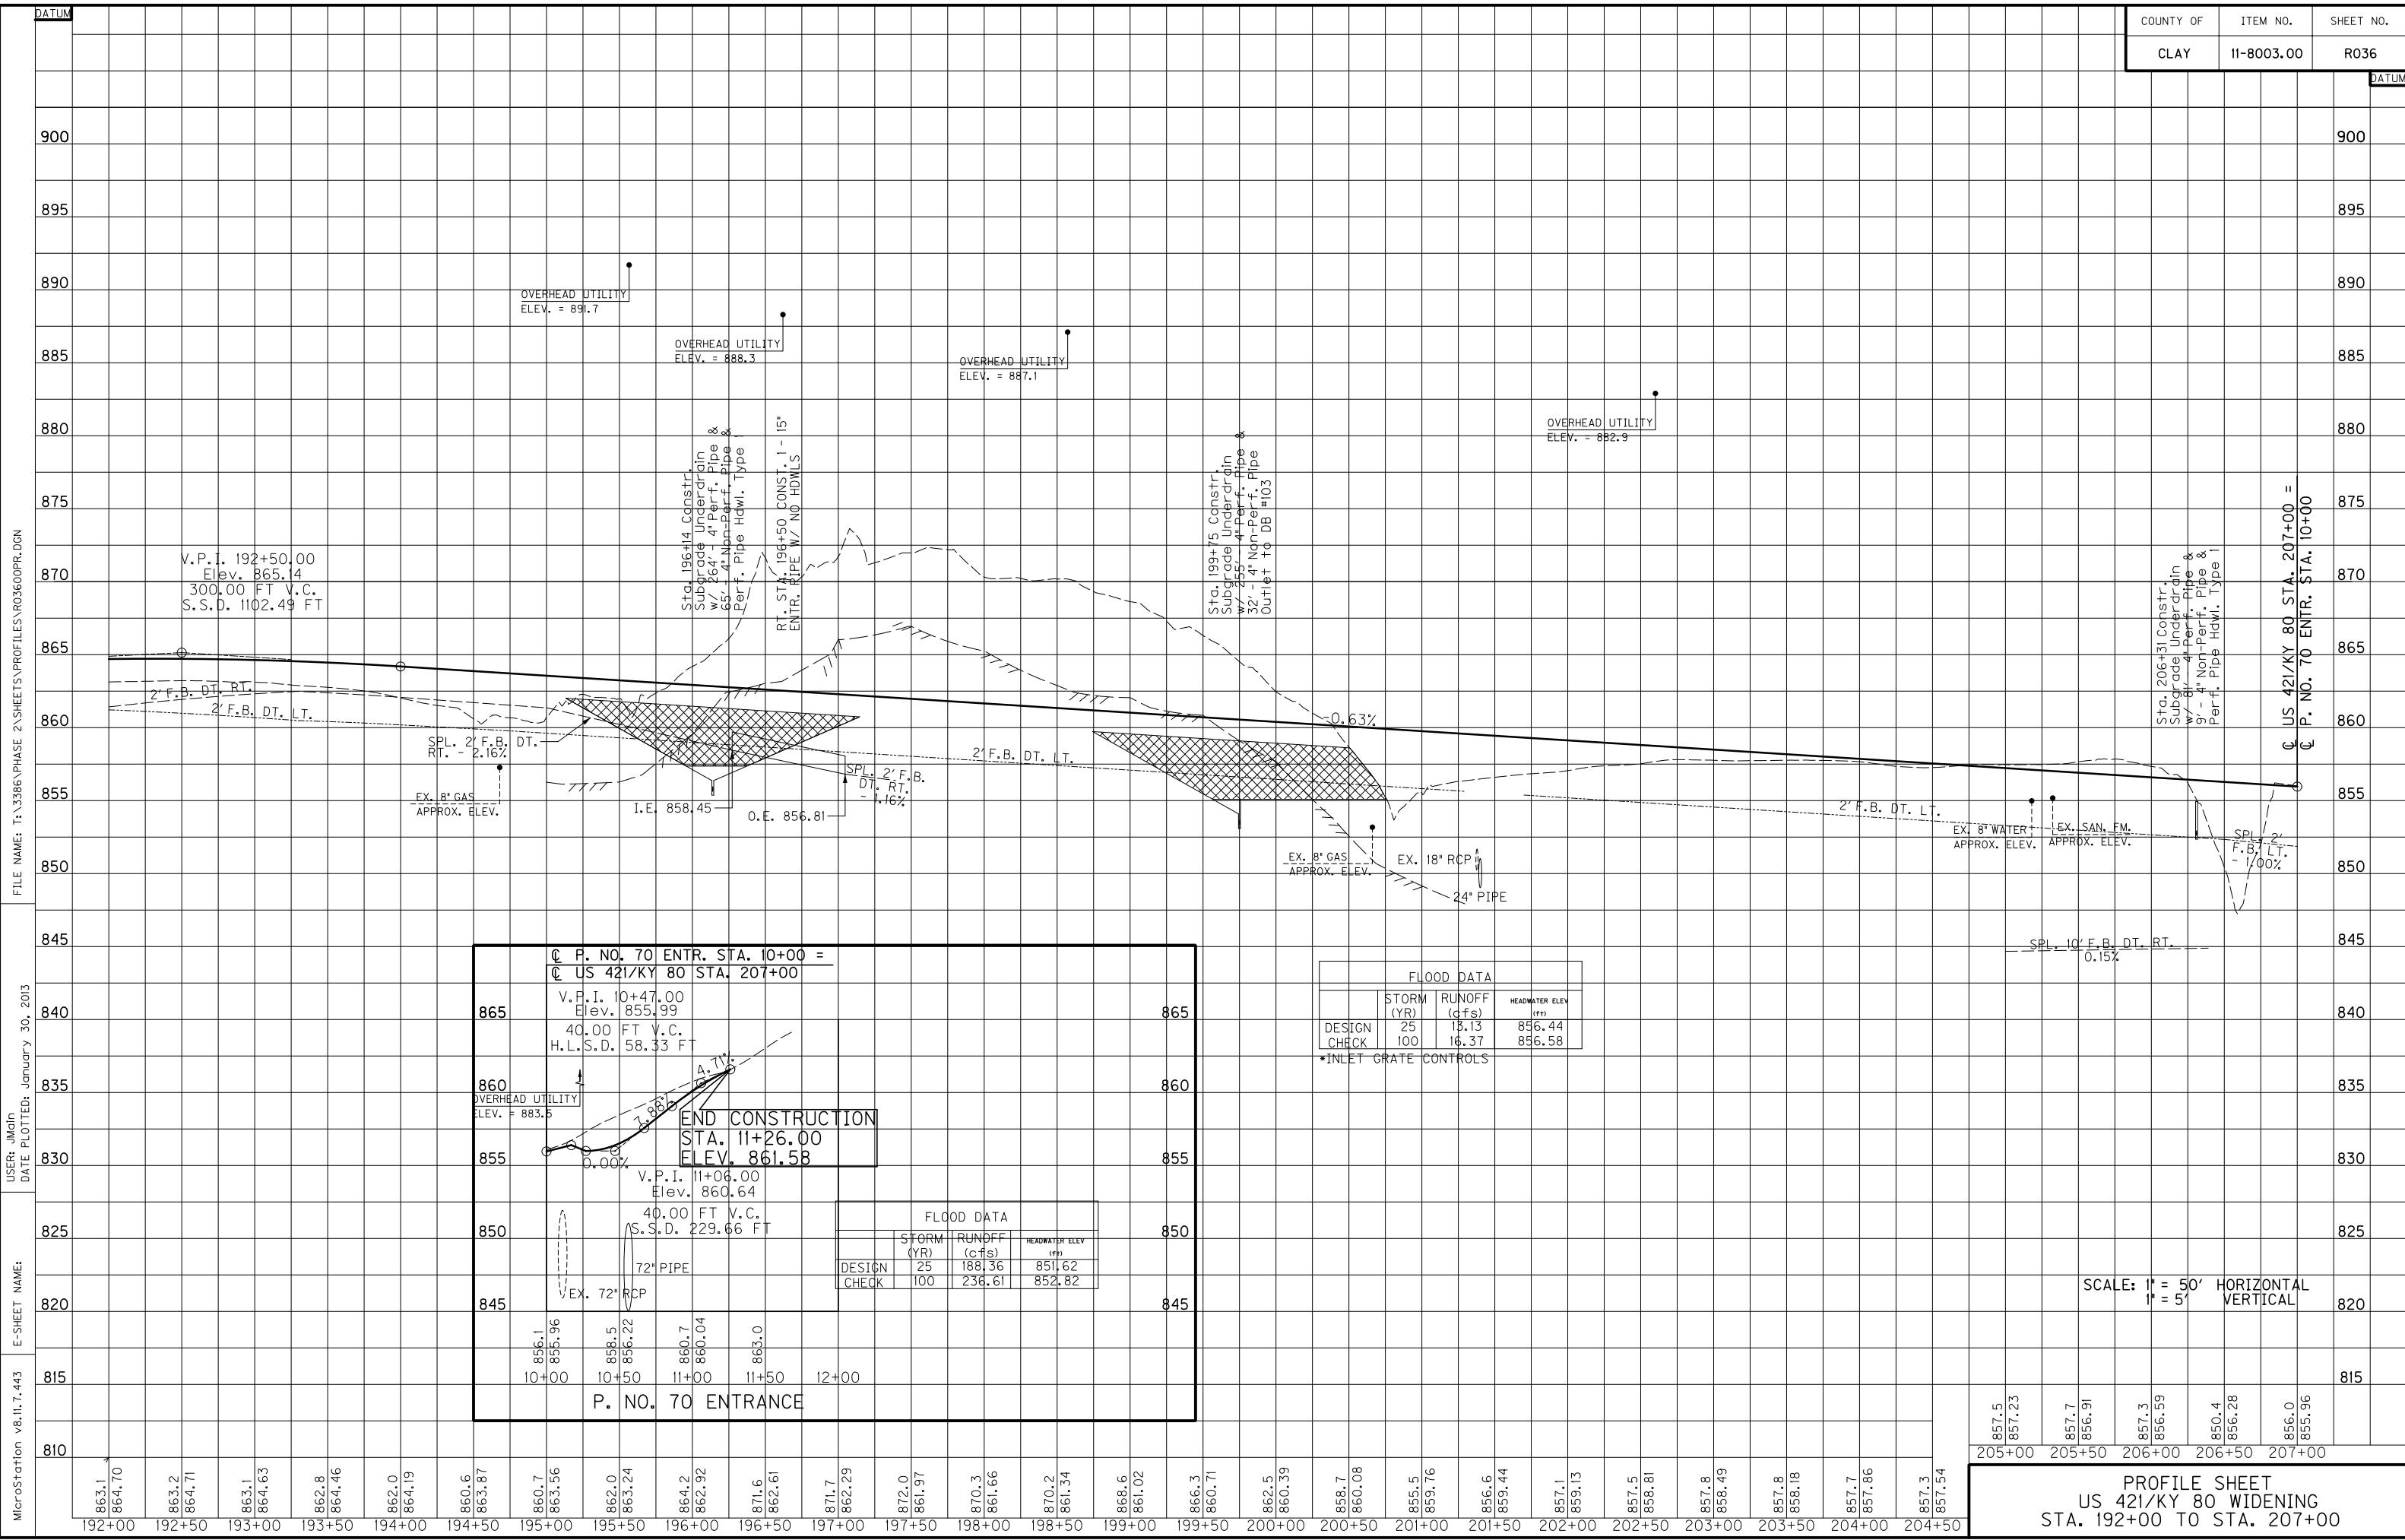 DATUM
COUNTY OF
ITEM NO.
SHEET NO.
CLAY
11-8003.00
R036
DATUM
900
895
890
885
880
875
870
865
860
855
850
845
840
835
830
825
820
815
810
900
895
890
885
880
875
870
865
860
855
850
845
840
835
830
825
820
815
FILE NAME: T:\3386\PHASE 2\SHEETS\PROFILES\R03600PR.DGN
USER: JMain
DATE PLOTTED: January 30, 2013
E-SHEET NAME:
MicroStation v8.11.7.443
OVERHEAD UTILITY
ELEV. = 891.7
OVERHEAD UTILITY
ELEV. = 888.3
OVERHEAD UTILITY
ELEV. = 887.1
OVERHEAD UTILITY
ELEV. = 882.9
V.P.I. 192+50.00
Elev. 865.14
300.00 FT V.C.
S.S.D. 1102.49 FT
Sta. 196+14 Constr.
Subgrade Underdrain
w/ 264' - 4" Perf. Pipe &
65' - 4" Non-Perf. Pipe &
Perf. Pipe Hdwl. Type 1
RT. STA. 196+50 CONST. 1 - 15"
ENTR. PIPE W/ NO HDWLS
Sta. 199+75 Constr.
Subgrade Underdrain
w/ 255' - 4" Perf. Pipe &
32' - 4" Non-Perf. Pipe
Outlet to DB #103
Sta. 206+31 Constr.
Subgrade Underdrain
w/ 81' - 4" Perf. Pipe &
9' - 4" Non-Perf. Pipe &
Perf. Pipe Hdwl. Type 1
℄ US 421/KY 80 STA. 207+00 =
℄ P. NO. 70 ENTR. STA. 10+00
2' F.B. DT. RT.
2' F.B. DT. LT.
SPL. 2' F.B. DT.
RT. - 2.16%
EX. 8" GAS
APPROX. ELEV.
I.E. 858.45
O.E. 856.81
SPL. 2' F.B.
DT. RT.
- 1.16%
2' F.B. DT. LT.
-0.63%
EX. 8" GAS
APPROX. ELEV.
EX. 18" RCP
24" PIPE
2' F.B. DT. LT.
EX. 8" WATER
APPROX. ELEV.
EX. SAN. FM.
APPROX. ELEV.
SPL. 2'
F.B. LT.
- 1.00%
SPL. 10' F.B. DT. RT.
0.15%
℄ P. NO. 70 ENTR. STA. 10+00 =
℄ US 421/KY 80 STA. 207+00
V.P.I. 10+47.00
Elev. 855.99
40.00 FT V.C.
H.L.S.D. 58.33 FT
865
860
855
850
845
865
860
855
850
845
OVERHEAD UTILITY
ELEV. = 883.5
4.71%
7.88%
0.00%
END CONSTRUCTION
STA. 11+26.00
ELEV. 861.58
V.P.I. 11+06.00
Elev. 860.64
40.00 FT V.C.
S.S.D. 229.66 FT
72" PIPE
EX. 72" RCP
FLOOD DATA
STORM (YR) RUNOFF (cfs) HEADWATER ELEV (ft)
DESIGN 25 188.36 851.62
CHECK 100 236.61 852.82
856.1 855.96
858.5 856.22
860.7 860.04
863.0
10+00 10+50 11+00 11+50 12+00
P. NO. 70 ENTRANCE
FLOOD DATA
STORM (YR) RUNOFF (cfs) HEADWATER ELEV (ft)
DESIGN 25 13.13 856.44
CHECK 100 16.37 856.58
*INLET GRATE CONTROLS
SCALE: 1" = 50' HORIZONTAL
1" = 5' VERTICAL
857.5 857.23
857.7 856.91
857.3 856.59
850.4 856.28
856.0 855.96
205+00 205+50 206+00 206+50 207+00
863.1 864.70
863.2 864.71
863.1 864.63
862.8 864.46
862.0 864.19
860.6 863.87
860.7 863.56
862.0 863.24
864.2 862.92
871.6 862.61
871.7 862.29
872.0 861.97
870.3 861.66
870.2 861.34
868.6 861.02
866.3 860.71
862.5 860.39
858.7 860.08
855.5 859.76
856.6 859.44
857.1 859.13
857.5 858.81
857.8 858.49
857.8 858.18
857.7 857.86
857.3 857.54
192+00 192+50 193+00 193+50 194+00 194+50 195+00 195+50 196+00 196+50 197+00 197+50 198+00 198+50 199+00 199+50 200+00 200+50 201+00 201+50 202+00 202+50 203+00 203+50 204+00 204+50
PROFILE SHEET
US 421/KY 80 WIDENING
STA. 192+00 TO STA. 207+00